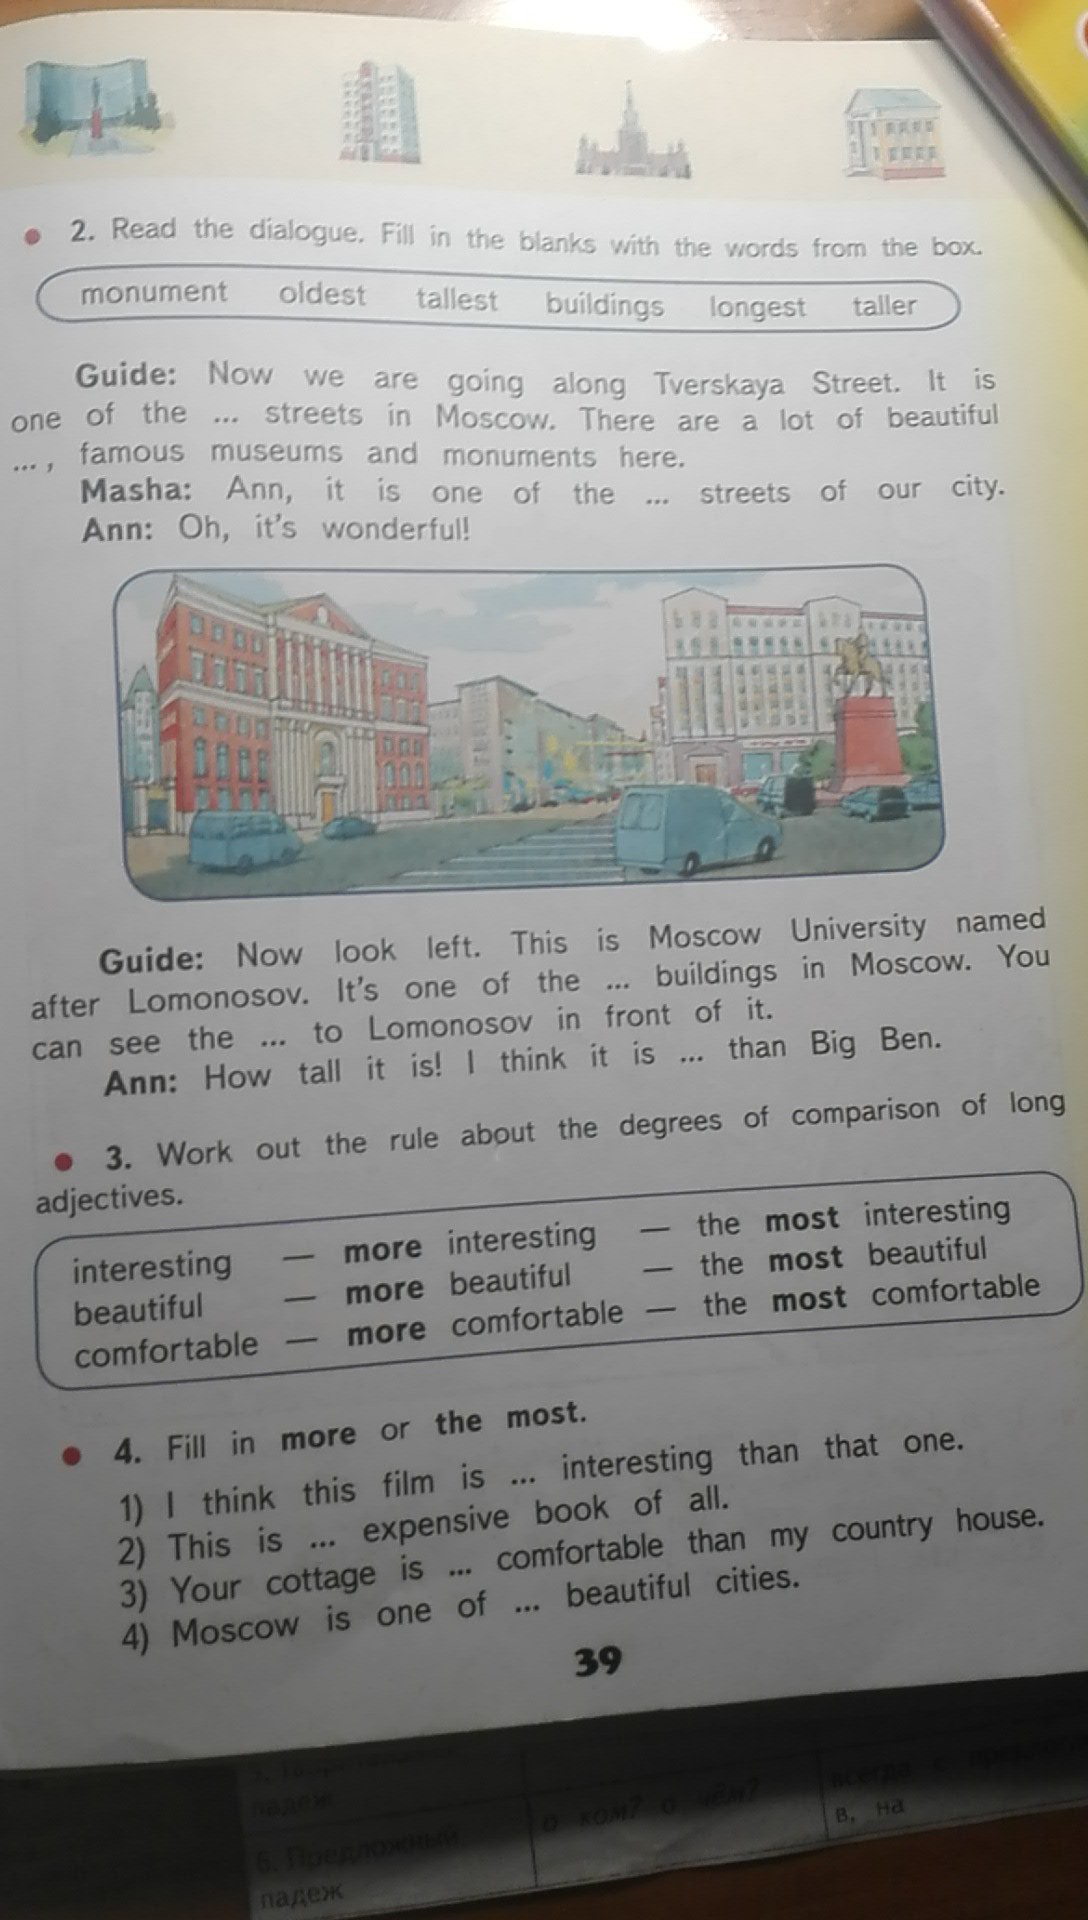 2. Read the dialogue. Fill in the blanks with the words from the box.
monument oldest tallest buildings longest taller
Guide: Now we are going along Tverskaya Street. It is
one of the ... streets in Moscow. There are a lot of beautiful
..., famous museums and monuments here.
Masha: Ann, it is one of the ... streets of our city.
Ann: Oh, it's wonderful!
Guide: Now look left. This is Moscow University named
after Lomonosov. It's one of the ... buildings in Moscow. You
can see the ... to Lomonosov in front of it.
Ann: How tall it is! I think it is ... than Big Ben.
3. Work out the rule about the degrees of comparison of long
adjectives.
interesting — more interesting — the most interesting
beautiful — more beautiful — the most beautiful
comfortable — more comfortable — the most comfortable
4. Fill in more or the most.
1) I think this film is ... interesting than that one.
2) This is ... expensive book of all.
3) Your cottage is ... comfortable than my country house.
4) Moscow is one of ... beautiful cities.
39
падеж
о ком? о чём?
в, на
6. Предложный
падеж